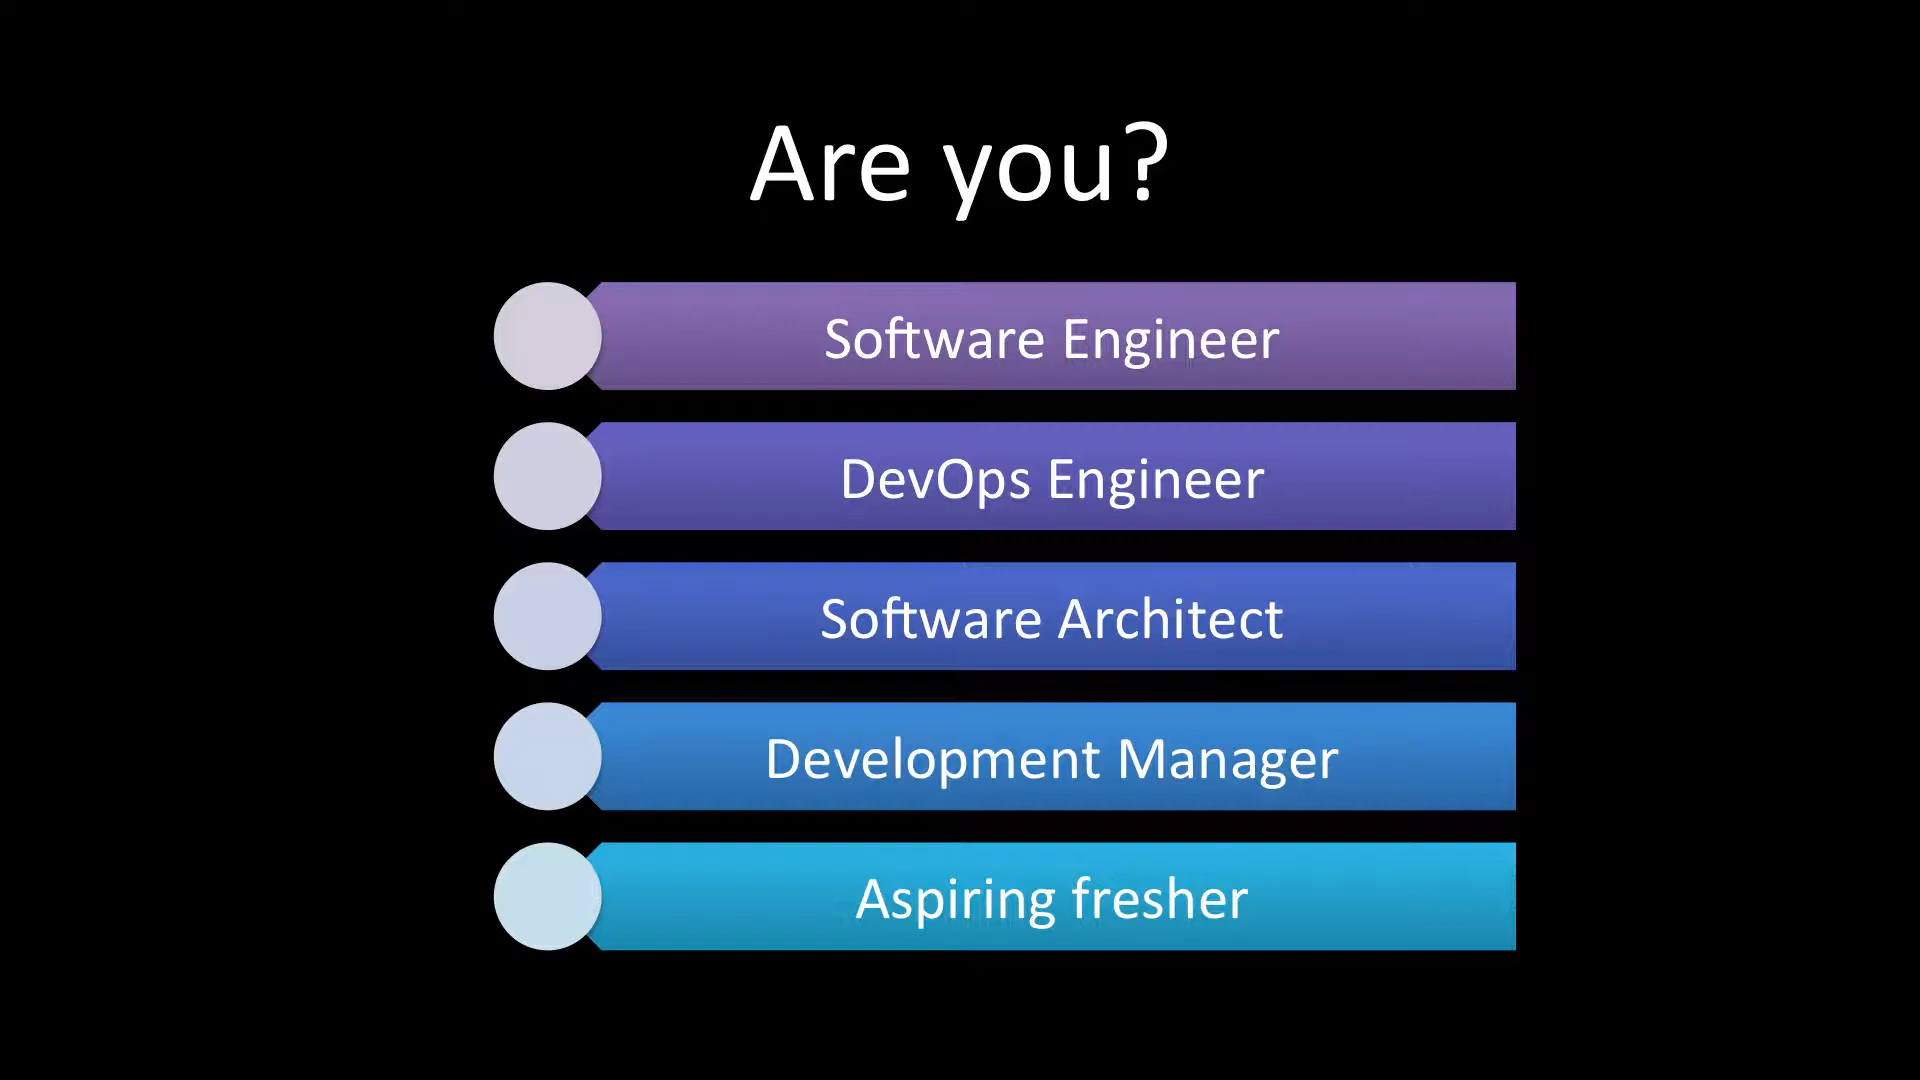 Are you?
Software Engineer
DevOps Engineer
Software Architect
Development Manager
Aspiring fresher